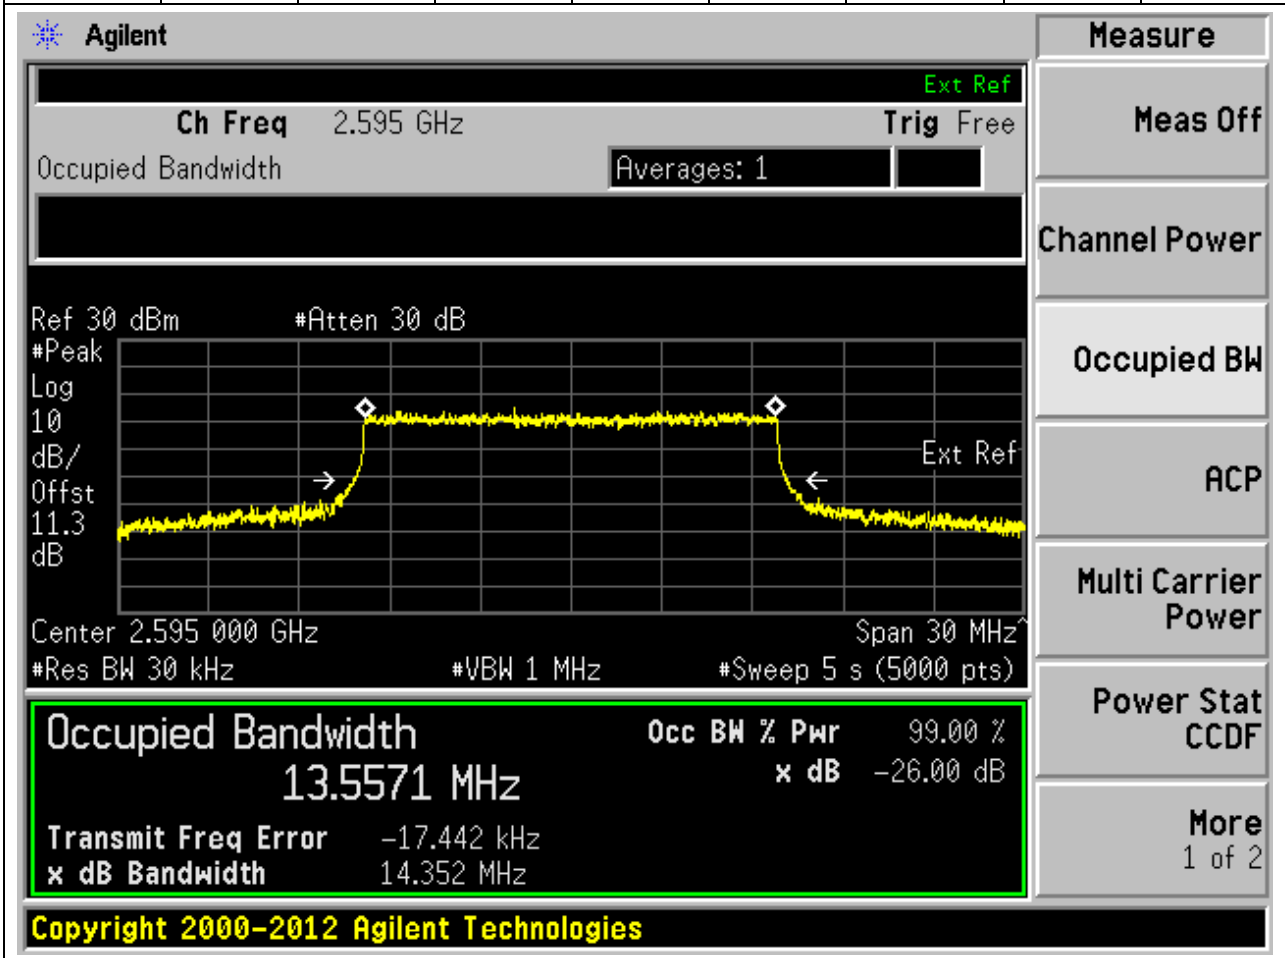 Agilent
Measure
Ext Ref
Ch Freq 2.595 GHz Trig Free
Meas Off
Occupied Bandwidth Averages: 1
Channel Power
Ref 30 dBm #Atten 30 dB
#Peak
Log
10
dB/
Offst
11.3
dB
Ext Ref
Occupied BW
ACP
Center 2.595 000 GHz Span 30 MHz^
#Res BW 30 kHz #VBW 1 MHz #Sweep 5 s (5000 pts)
Multi Carrier
Power
Occupied Bandwidth Occ BW % Pwr 99.00 %
13.5571 MHz x dB -26.00 dB
Power Stat
CCDF
Transmit Freq Error -17.442 kHz
x dB Bandwidth 14.352 MHz
More
1 of 2
Copyright 2000-2012 Agilent Technologies